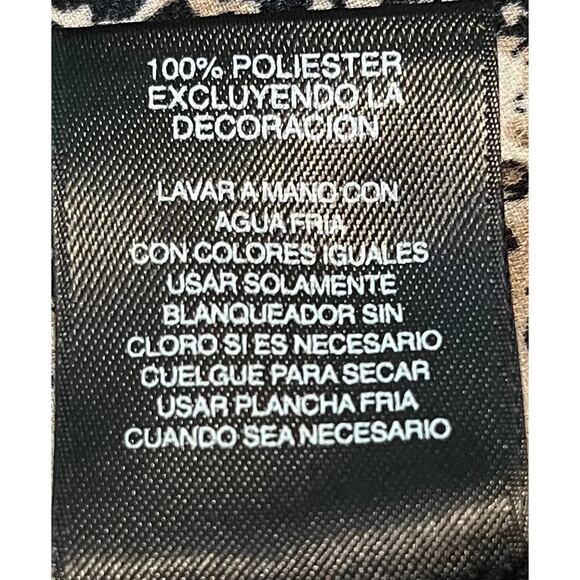 100% POLIESTER
EXCLUYENDO LA
DECORACIÓN
LAVAR A MANO CON
AGUA FRIA
CON COLORES IGUALES
USAR SOLAMENTE
BLANQUEADOR SIN
CLORO SI ES NECESARIO
CUELGUE PARA SECAR
USAR PLANCHA FRIA
CUANDO SEA NECESARIO